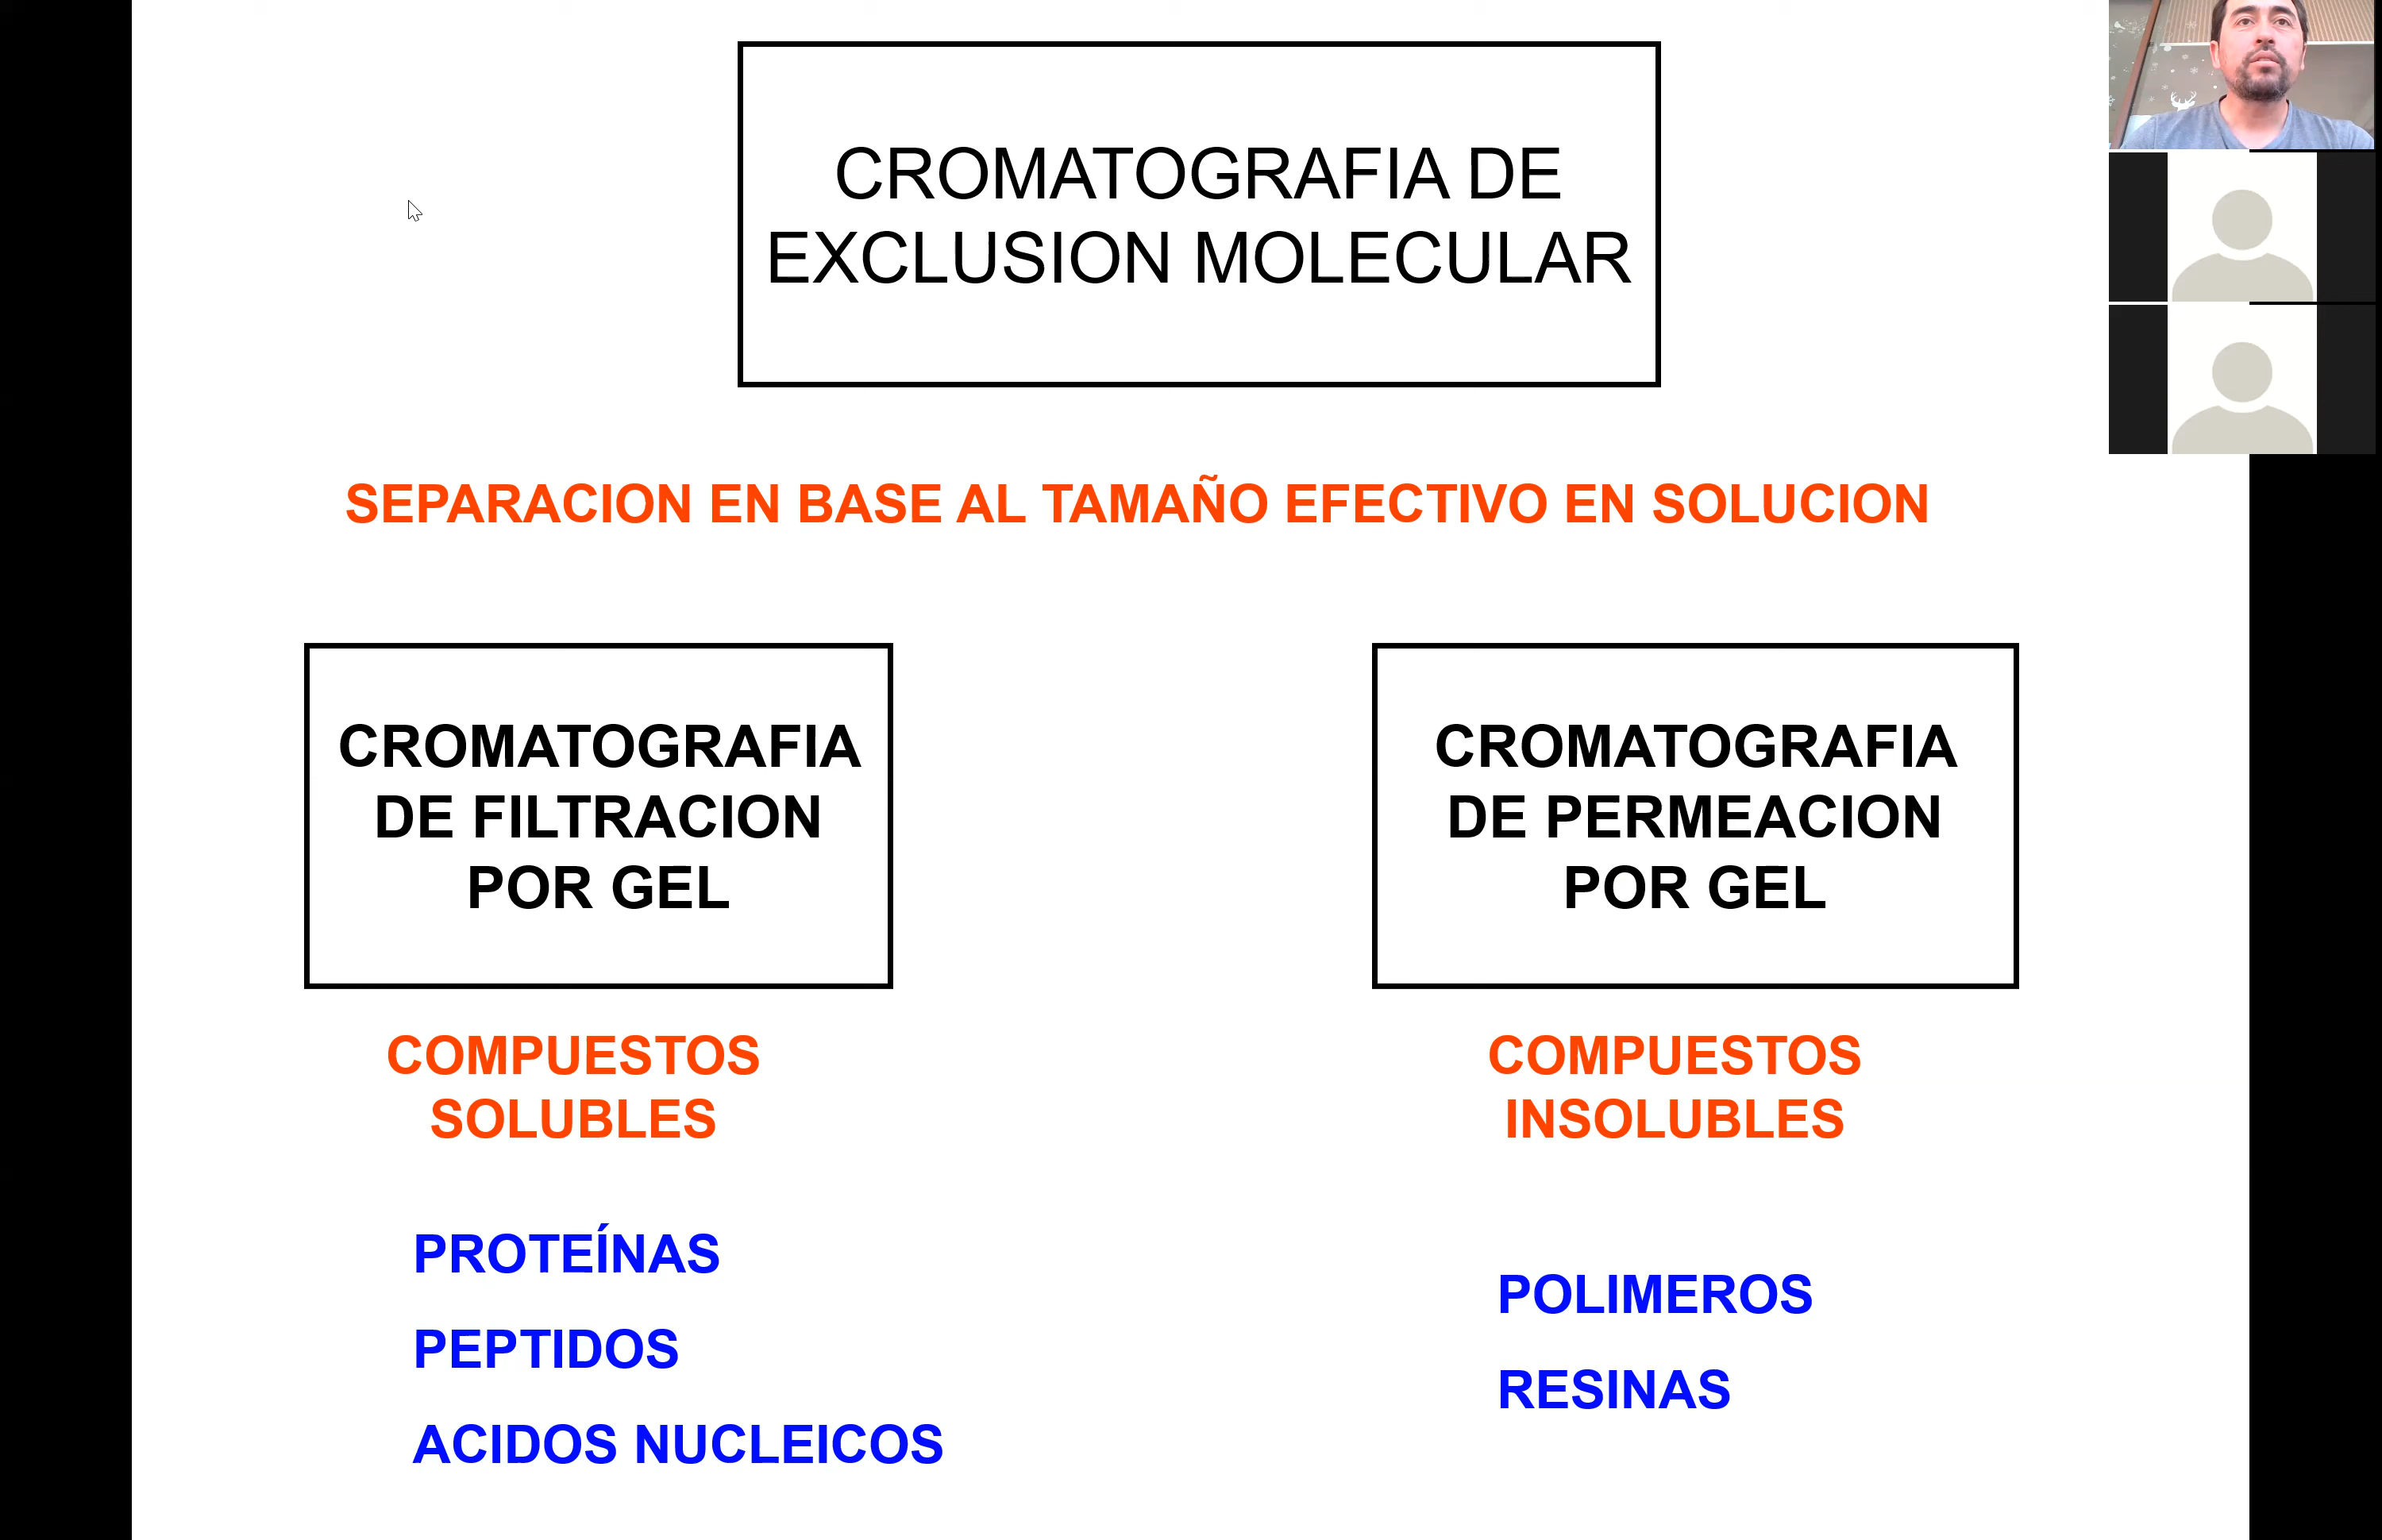 CROMATOGRAFIA DE
EXCLUSION MOLECULAR
SEPARACION EN BASE AL TAMAÑO EFECTIVO EN SOLUCION
CROMATOGRAFIA
DE FILTRACION
POR GEL
CROMATOGRAFIA
DE PERMEACION
POR GEL
COMPUESTOS
SOLUBLES
COMPUESTOS
INSOLUBLES
PROTEÍNAS
PEPTIDOS
ACIDOS NUCLEICOS
POLIMEROS
RESINAS